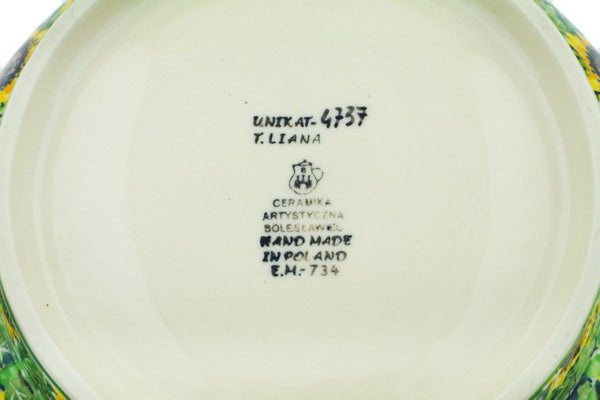 UNIKAT-4737
T.LIANA
B
CERAMIKA
ARTYSTYCZNA
BOLESŁAWIEC
HAND MADE
IN POLAND
E.M.-734